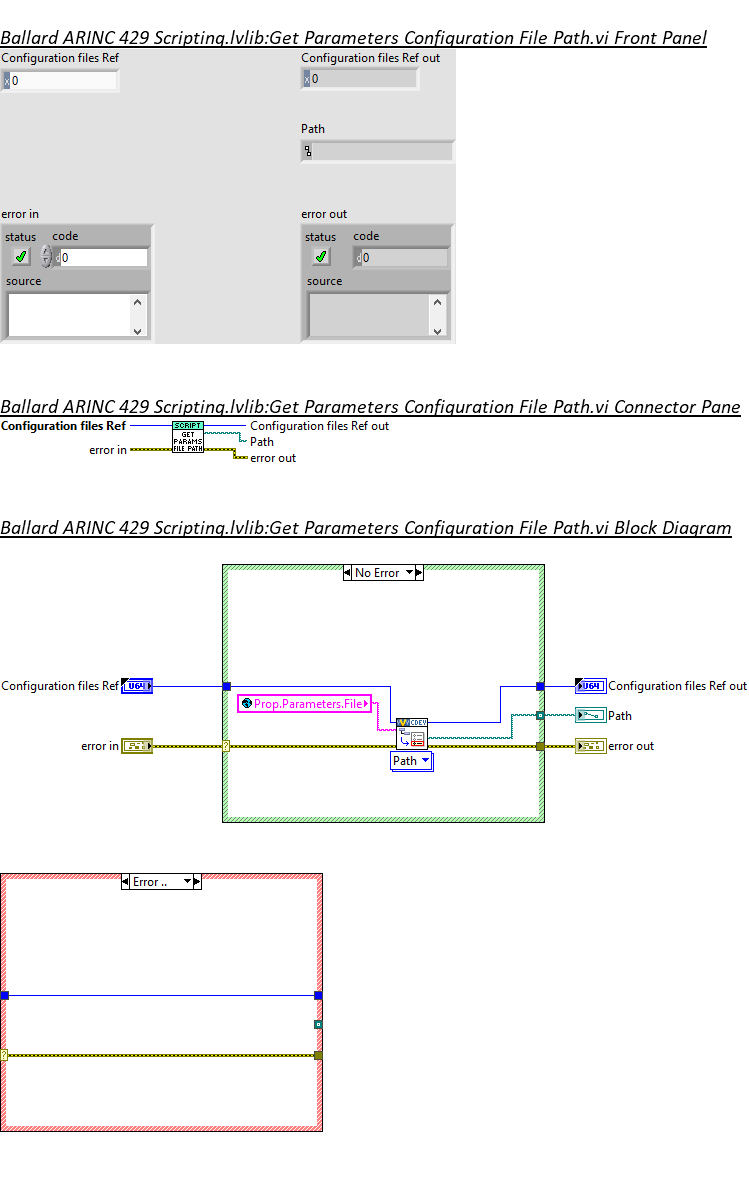 Ballard ARINC 429 Scripting.lvlib:Get Parameters Configuration File Path.vi Front Panel
Configuration files Ref
Configuration files Ref out
x 0
x 0
Path
error in
error out
status code
status code
d 0
d 0
source
source
Ballard ARINC 429 Scripting.lvlib:Get Parameters Configuration File Path.vi Connector Pane
Configuration files Ref
SCRIPT
GET
PARAMS
FILE PATH
Configuration files Ref out
Path
error in
error out
Ballard ARINC 429 Scripting.lvlib:Get Parameters Configuration File Path.vi Block Diagram
No Error
Configuration files Ref
U64
U64
Configuration files Ref out
Prop.Parameters.File
Path
CDEV
error in
?
error out
Path
Error ..
?